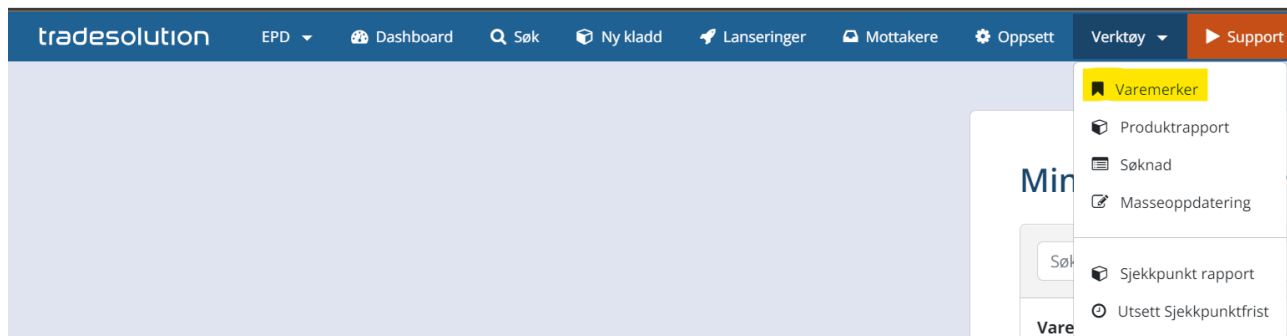 tradesolution EPD Dashboard Søk Ny kladd Lanseringer Mottakere Oppsett Verktøy Support
Varemerker
Produktrapport
Søknad
Masseoppdatering
Sjekkpunkt rapport
Utsett Sjekkpunktfrist
Min
Søk
Vare